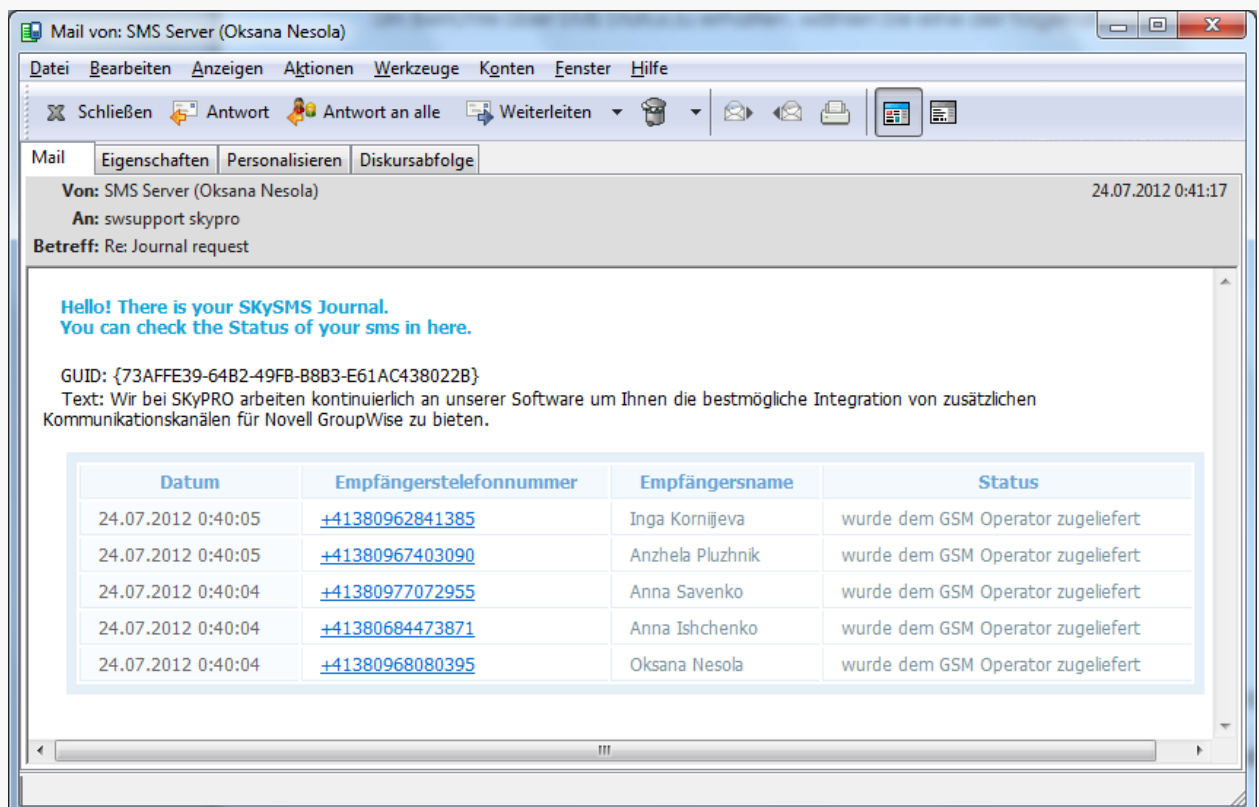 Mail von: SMS Server (Oksana Nesola)
Datei Bearbeiten Anzeigen Aktionen Werkzeuge Konten Fenster Hilfe
Schließen Antwort Antwort an alle Weiterleiten
Mail Eigenschaften Personalisieren Diskursabfolge
Von: SMS Server (Oksana Nesola) 24.07.2012 0:41:17
An: swsupport skypro
Betreff: Re: Journal request
Hello! There is your SKySMS Journal.
You can check the Status of your sms in here.
GUID: {73AFFE39-64B2-49FB-B8B3-E61AC438022B}
Text: Wir bei SKyPRO arbeiten kontinuierlich an unserer Software um Ihnen die bestmögliche Integration von zusätzlichen
Kommunikationskanälen für Novell GroupWise zu bieten.
Datum Empfängerstelefonnummer Empfängersname Status
24.07.2012 0:40:05 +41380962841385 Inga Kornijeva wurde dem GSM Operator zugeliefert
24.07.2012 0:40:05 +41380967403090 Anzhela Pluzhnik wurde dem GSM Operator zugeliefert
24.07.2012 0:40:04 +41380977072955 Anna Savenko wurde dem GSM Operator zugeliefert
24.07.2012 0:40:04 +41380684473871 Anna Ishchenko wurde dem GSM Operator zugeliefert
24.07.2012 0:40:04 +41380968080395 Oksana Nesola wurde dem GSM Operator zugeliefert